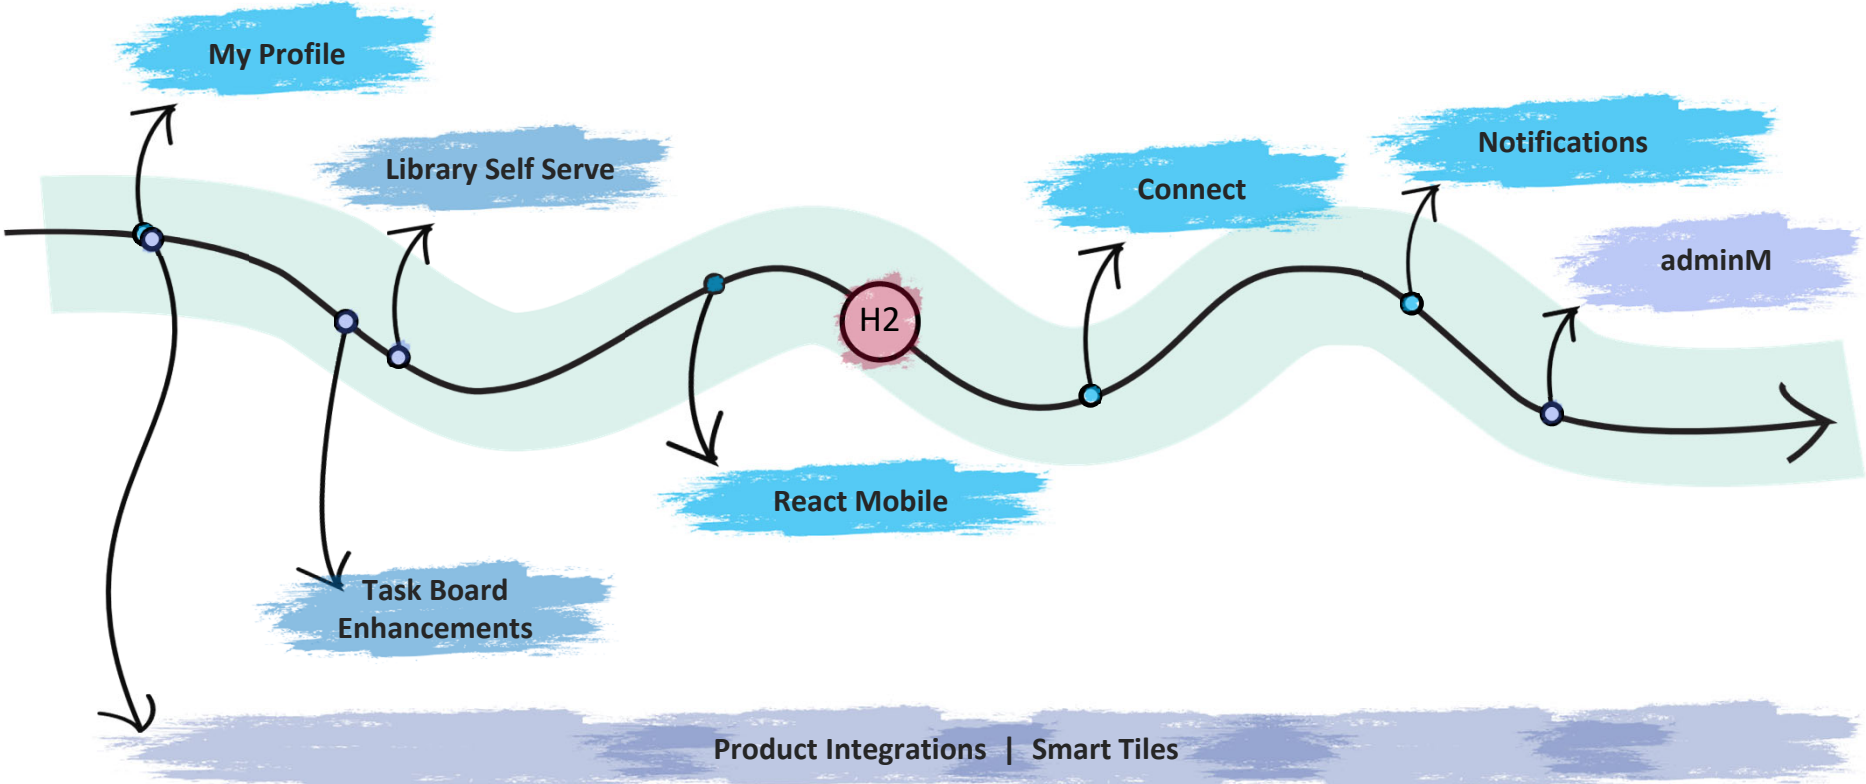 My Profile
Library Self Serve
Notifications
Connect
adminM
H2
React Mobile
Task Board
Enhancements
Product Integrations | Smart Tiles